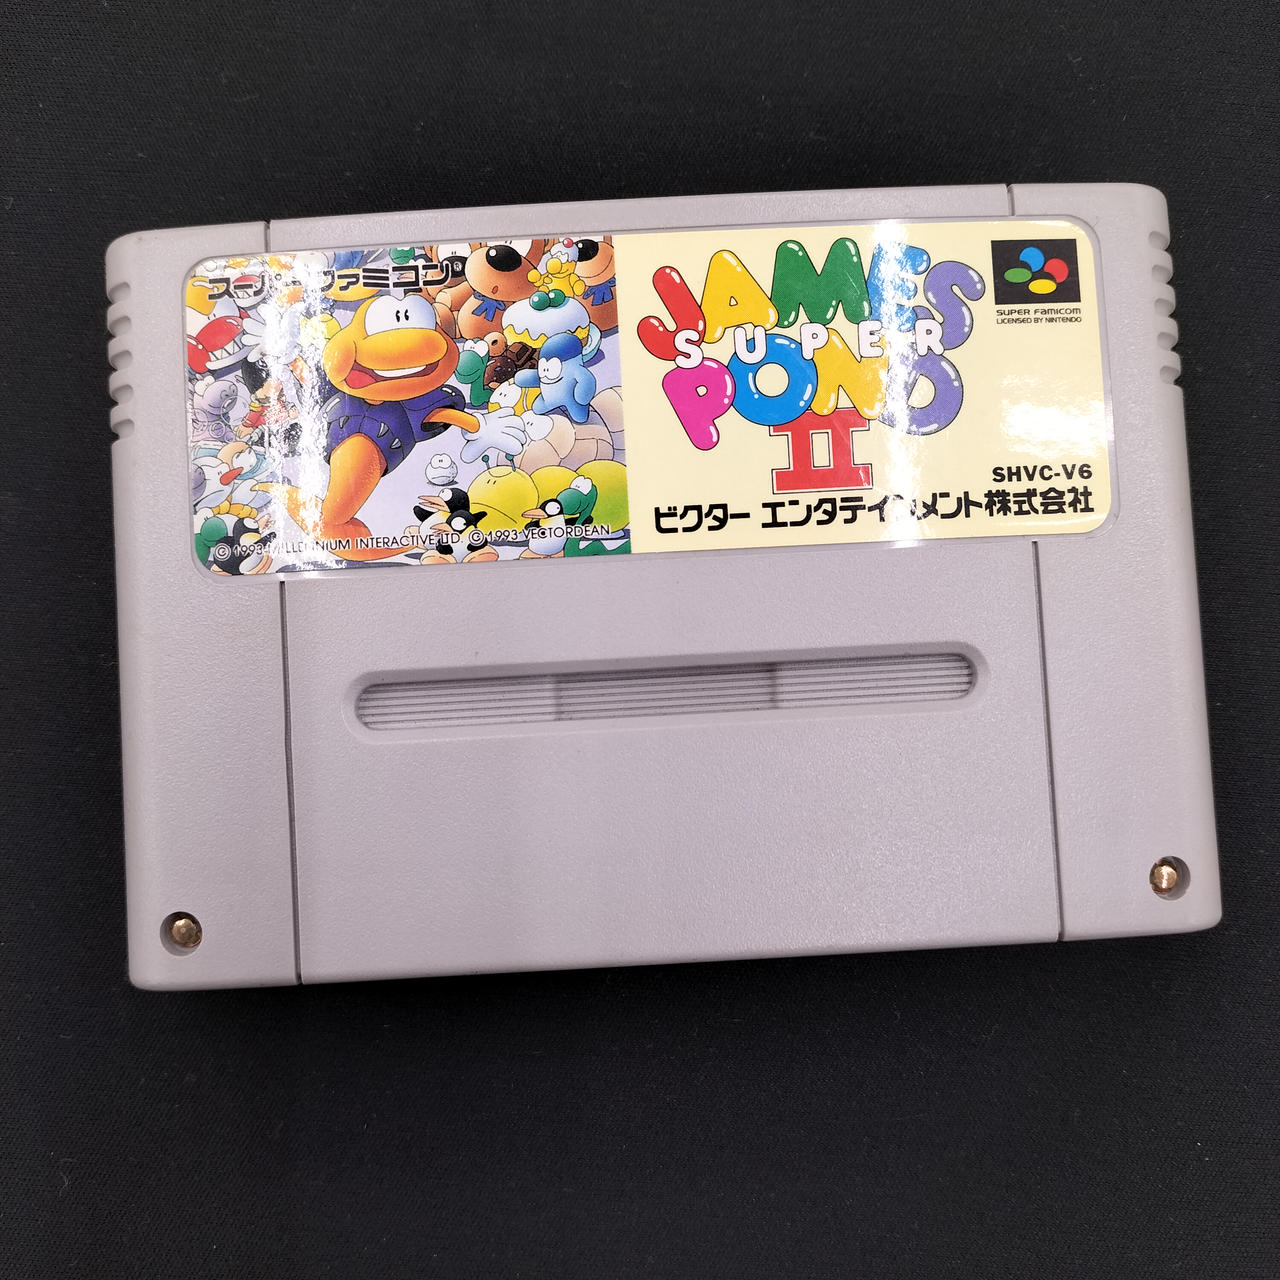 スーパーファミコン®
JAMES
SUPER
POND
II
SUPER FAMICOM
LICENSED BY NINTENDO
SHVC-V6
ビクター エンタテインメント株式会社
© 1993 MILLENNIUM INTERACTIVE LTD. © 1993 VECTORDEAN